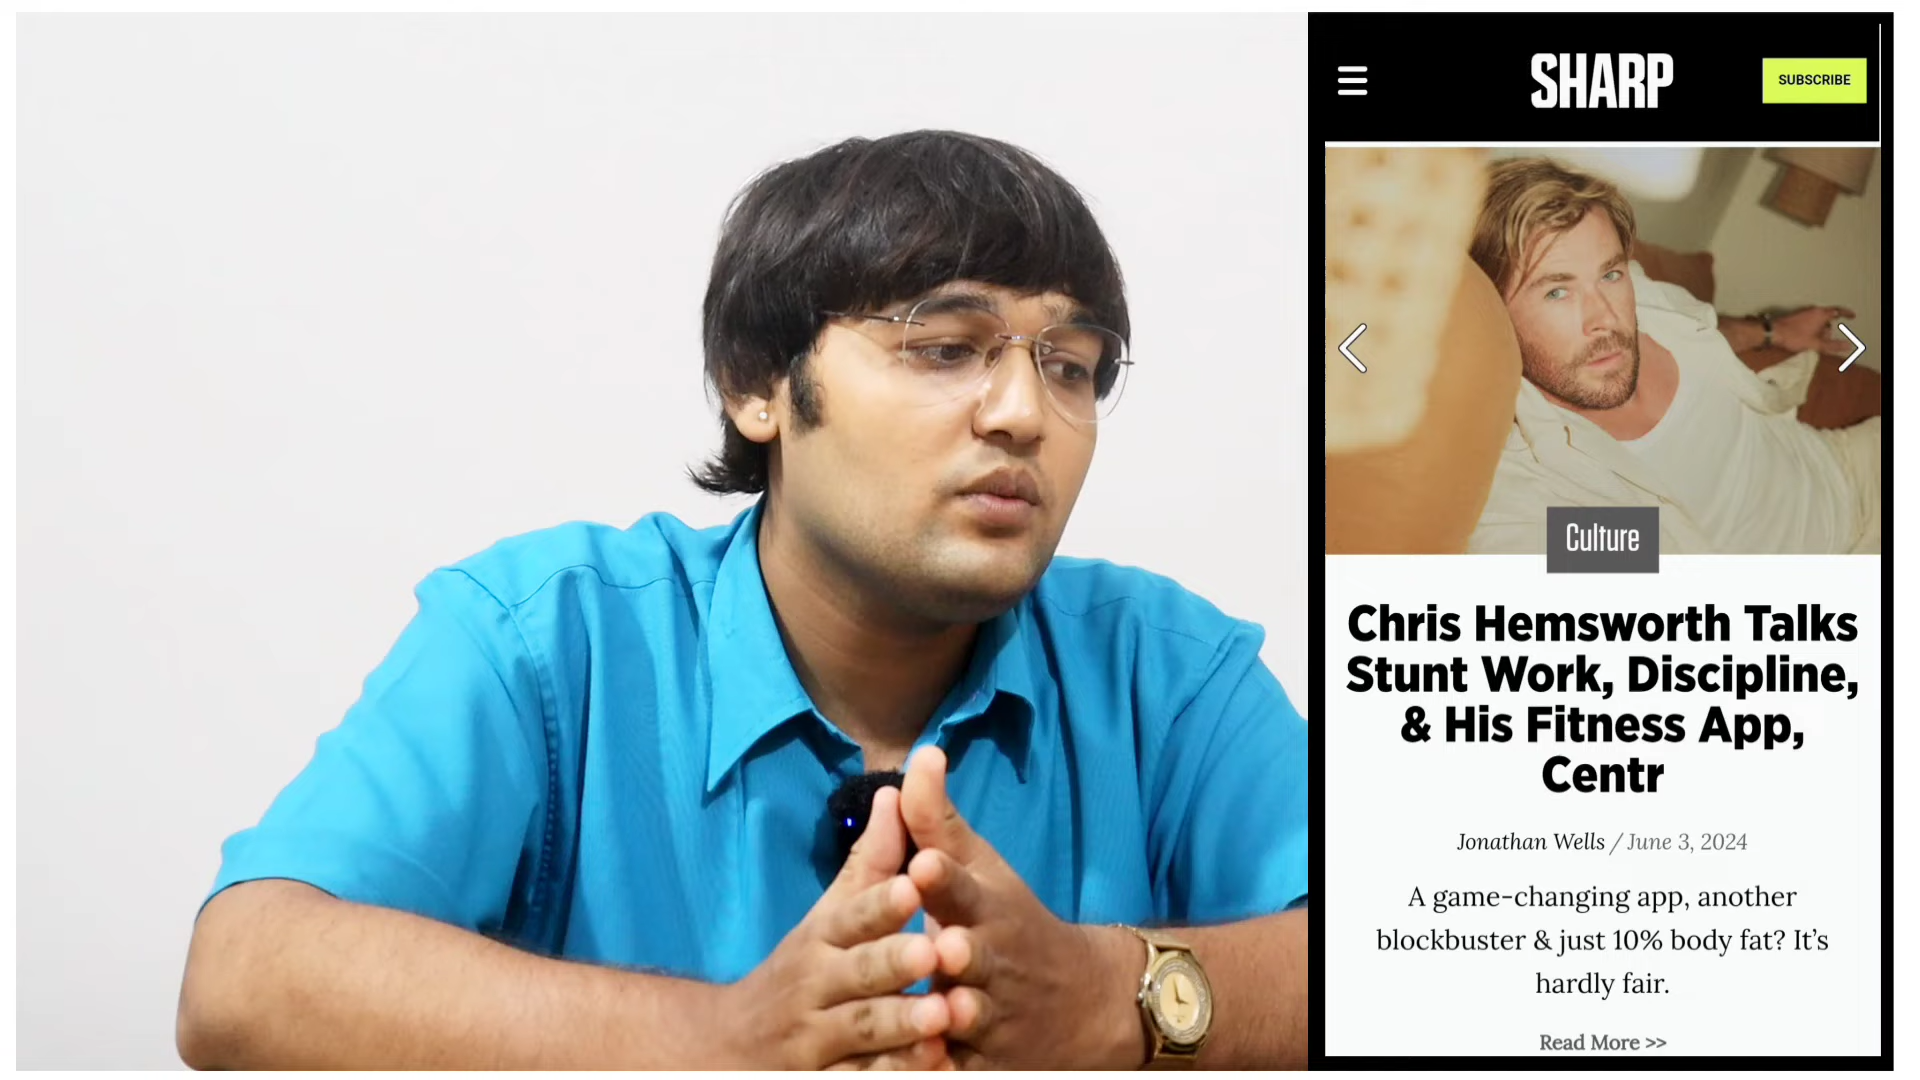 SHARP
SUBSCRIBE
Culture
Chris Hemsworth Talks
Stunt Work, Discipline,
& His Fitness App,
Centr
Jonathan Wells / June 3, 2024
A game-changing app, another
blockbuster & just 10% body fat? It’s
hardly fair.
Read More >>